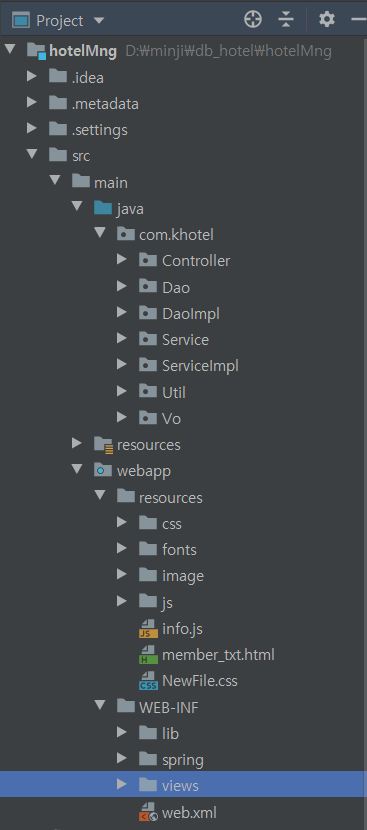 Project
hotelMng D:₩minji₩db_hotel₩hotelMng
.idea
.metadata
.settings
src
main
java
com.khotel
Controller
Dao
DaoImpl
Service
ServiceImpl
Util
Vo
resources
webapp
resources
css
fonts
image
js
JS info.js
H member_txt.html
CSS NewFile.css
WEB-INF
lib
spring
views
web.xml